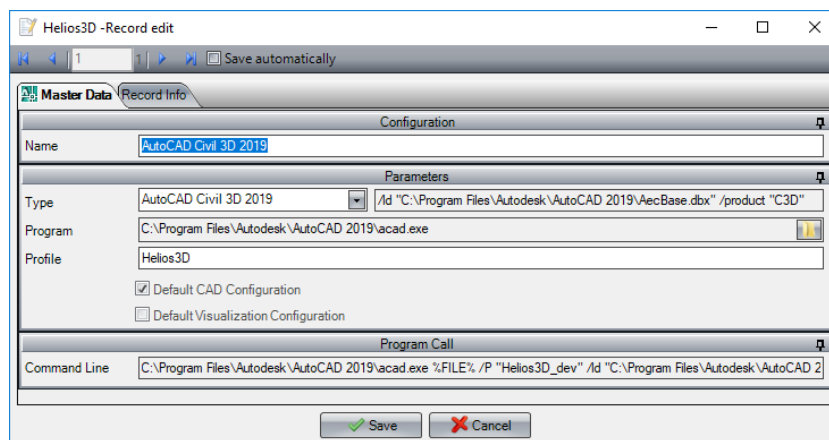 Helios3D -Record edit
1 1 Save automatically
Master Data Record Info
Configuration
Name AutoCAD Civil 3D 2019
Parameters
Type AutoCAD Civil 3D 2019 /ld "C:\Program Files\Autodesk\AutoCAD 2019\AecBase.dbx" /product "C3D"
Program C:\Program Files\Autodesk\AutoCAD 2019\acad.exe
Profile Helios3D
Default CAD Configuration
Default Visualization Configuration
Program Call
Command Line C:\Program Files\Autodesk\AutoCAD 2019\acad.exe %FILE% /P "Helios3D_dev" /ld "C:\Program Files\Autodesk\AutoCAD 2
Save Cancel